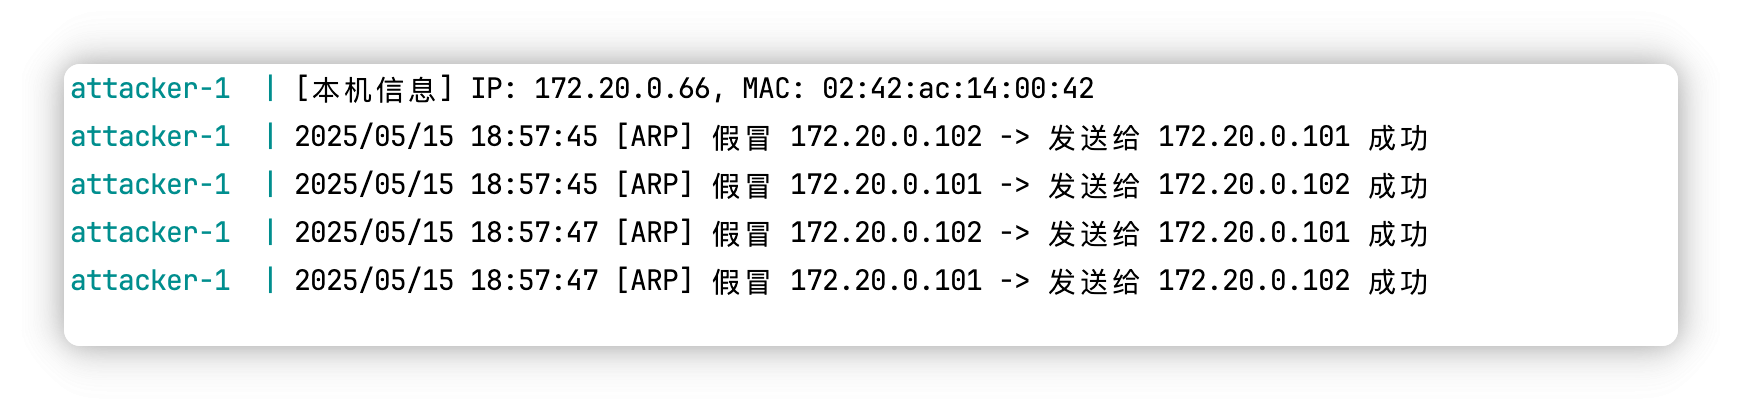 attacker-1  | [本机信息] IP: 172.20.0.66, MAC: 02:42:ac:14:00:42
attacker-1  | 2025/05/15 18:57:45 [ARP] 假冒 172.20.0.102 -> 发送给 172.20.0.101 成功
attacker-1  | 2025/05/15 18:57:45 [ARP] 假冒 172.20.0.101 -> 发送给 172.20.0.102 成功
attacker-1  | 2025/05/15 18:57:47 [ARP] 假冒 172.20.0.102 -> 发送给 172.20.0.101 成功
attacker-1  | 2025/05/15 18:57:47 [ARP] 假冒 172.20.0.101 -> 发送给 172.20.0.102 成功